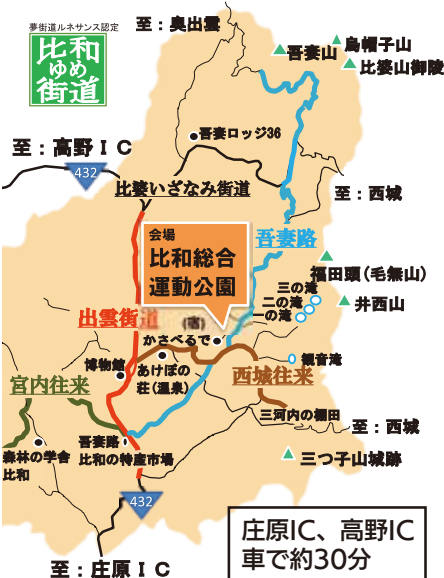 夢街道ルネサンス認定
比和
ゆめ
街道
至：奥出雲
烏帽子山
吾妻山
比婆山御陵
吾妻ロッジ36
至：高野ＩＣ
432
比婆いざなみ街道
至：西城
会場
比和総合
運動公園
吾妻路
福田頭（毛無山）
三の滝
二の滝
一の滝
井西山
出雲街道
(宿)
かさべるで
博物館
あけぼの
荘（温泉）
観音滝
西城往来
宮内往来
三河内の棚田
至：西城
吾妻路
比和の特産市場
森林の学舎
比和
三つ子山城跡
432
庄原IC、高野IC
車で約30分
至：庄原ＩＣ